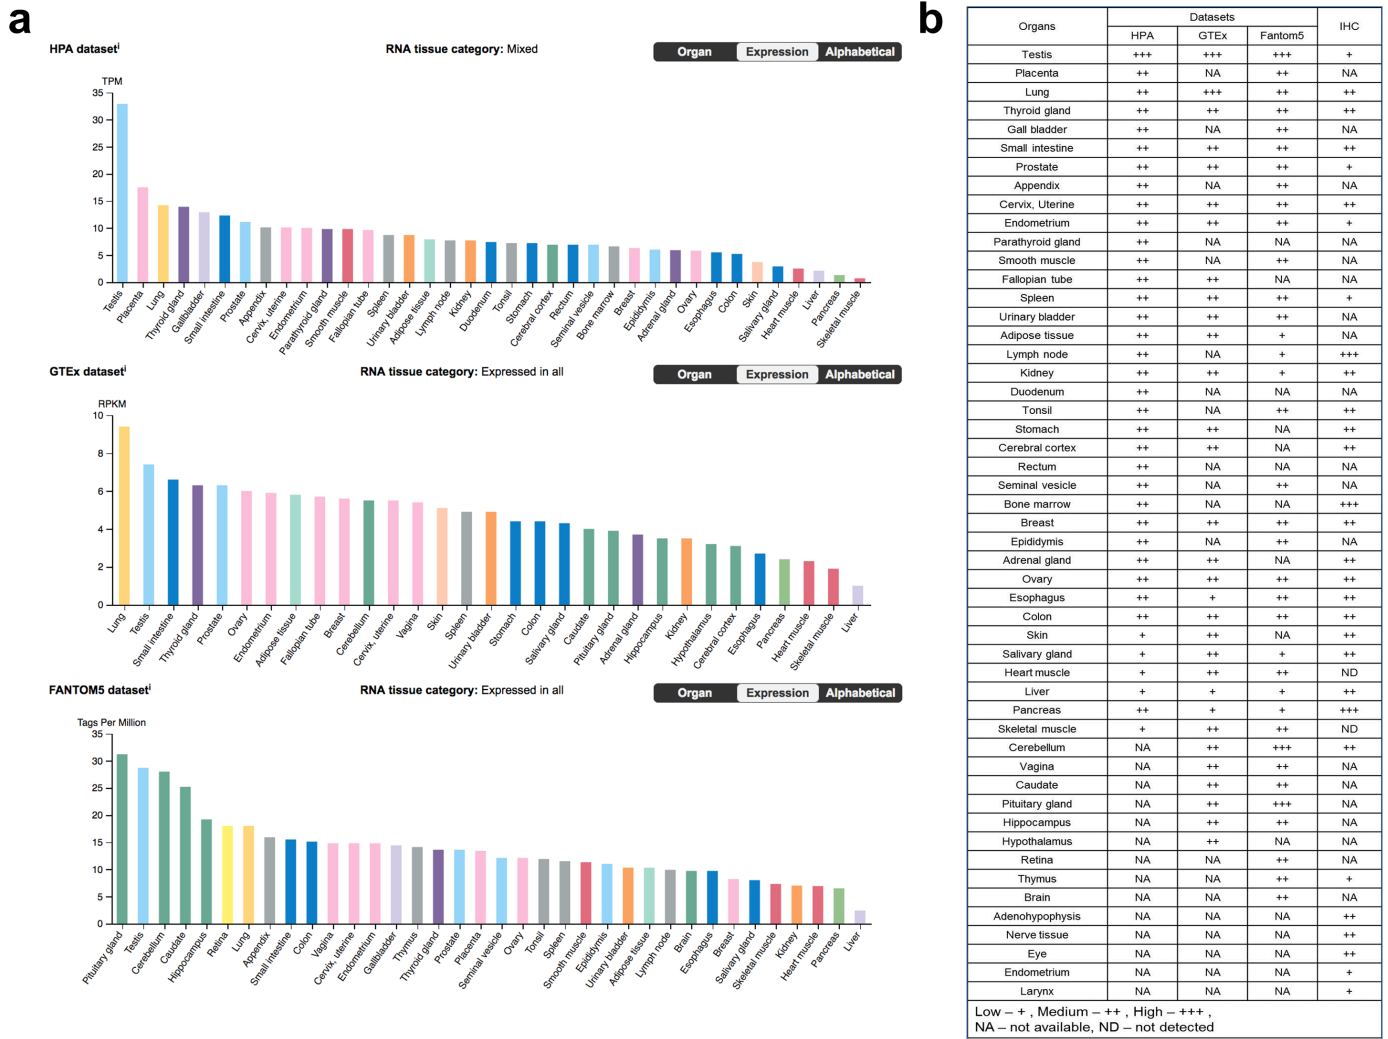 a
HPA datasetⁱ
RNA tissue category: Mixed
Organ Expression Alphabetical
TPM
35
30
25
20
15
10
5
0
Testis
Placenta
Lung
Thyroid gland
Gallbladder
Small intestine
Prostate
Appendix
Cervix, uterine
Endometrium
Parathyroid gland
Smooth muscle
Fallopian tube
Spleen
Urinary bladder
Adipose tissue
Lymph node
Kidney
Duodenum
Tonsil
Stomach
Cerebral cortex
Rectum
Seminal vesicle
Bone marrow
Breast
Epididymis
Adrenal gland
Ovary
Esophagus
Colon
Skin
Salivary gland
Heart muscle
Liver
Pancreas
Skeletal muscle
GTEx datasetⁱ
RNA tissue category: Expressed in all
Organ Expression Alphabetical
RPKM
10
8
6
4
2
0
Lung
Testis
Small intestine
Thyroid gland
Prostate
Ovary
Endometrium
Adipose tissue
Fallopian tube
Breast
Cerebellum
Cervix, uterine
Vagina
Skin
Spleen
Urinary bladder
Stomach
Colon
Salivary gland
Caudate
Pituitary gland
Adrenal gland
Hippocampus
Kidney
Hypothalamus
Cerebral cortex
Esophagus
Pancreas
Heart muscle
Skeletal muscle
Liver
FANTOM5 datasetⁱ
RNA tissue category: Expressed in all
Organ Expression Alphabetical
Tags Per Million
35
30
25
20
15
10
5
0
Pituitary gland
Testis
Cerebellum
Caudate
Hippocampus
Retina
Lung
Appendix
Small intestine
Colon
Vagina
Cervix, uterine
Endometrium
Gallbladder
Thymus
Thyroid gland
Prostate
Placenta
Seminal vesicle
Ovary
Tonsil
Spleen
Smooth muscle
Epididymis
Urinary bladder
Adipose tissue
Lymph node
Brain
Esophagus
Breast
Salivary gland
Skeletal muscle
Kidney
Heart muscle
Pancreas
Liver
b
Organs Datasets IHC
HPA GTEx Fantom5
Testis +++ +++ +++ +
Placenta ++ NA ++ NA
Lung ++ +++ ++ ++
Thyroid gland ++ ++ ++ ++
Gall bladder ++ NA ++ NA
Small intestine ++ ++ ++ ++
Prostate ++ ++ ++ +
Appendix ++ NA ++ NA
Cervix, Uterine ++ ++ ++ ++
Endometrium ++ ++ ++ +
Parathyroid gland ++ NA NA NA
Smooth muscle ++ NA ++ NA
Fallopian tube ++ ++ NA NA
Spleen ++ ++ ++ +
Urinary bladder ++ ++ ++ NA
Adipose tissue ++ ++ + NA
Lymph node ++ NA + +++
Kidney ++ ++ + ++
Duodenum ++ NA NA NA
Tonsil ++ NA ++ ++
Stomach ++ ++ NA ++
Cerebral cortex ++ ++ NA ++
Rectum ++ NA NA NA
Seminal vesicle ++ NA ++ NA
Bone marrow ++ NA NA +++
Breast ++ ++ ++ ++
Epididymis ++ NA ++ NA
Adrenal gland ++ ++ NA ++
Ovary ++ ++ ++ ++
Esophagus ++ + ++ ++
Colon ++ ++ ++ ++
Skin + ++ NA ++
Salivary gland + ++ + ++
Heart muscle + ++ ++ ND
Liver + + + ++
Pancreas ++ + + +++
Skeletal muscle + ++ ++ ND
Cerebellum NA ++ +++ ++
Vagina NA ++ ++ NA
Caudate NA ++ ++ NA
Pituitary gland NA ++ +++ NA
Hippocampus NA ++ ++ NA
Hypothalamus NA ++ NA NA
Retina NA NA ++ NA
Thymus NA NA ++ +
Brain NA NA ++ NA
Adenohypophysis NA NA NA ++
Nerve tissue NA NA NA ++
Eye NA NA NA ++
Endometrium NA NA NA +
Larynx NA NA NA +
Low – + , Medium – ++ , High – +++ ,
NA – not available, ND – not detected